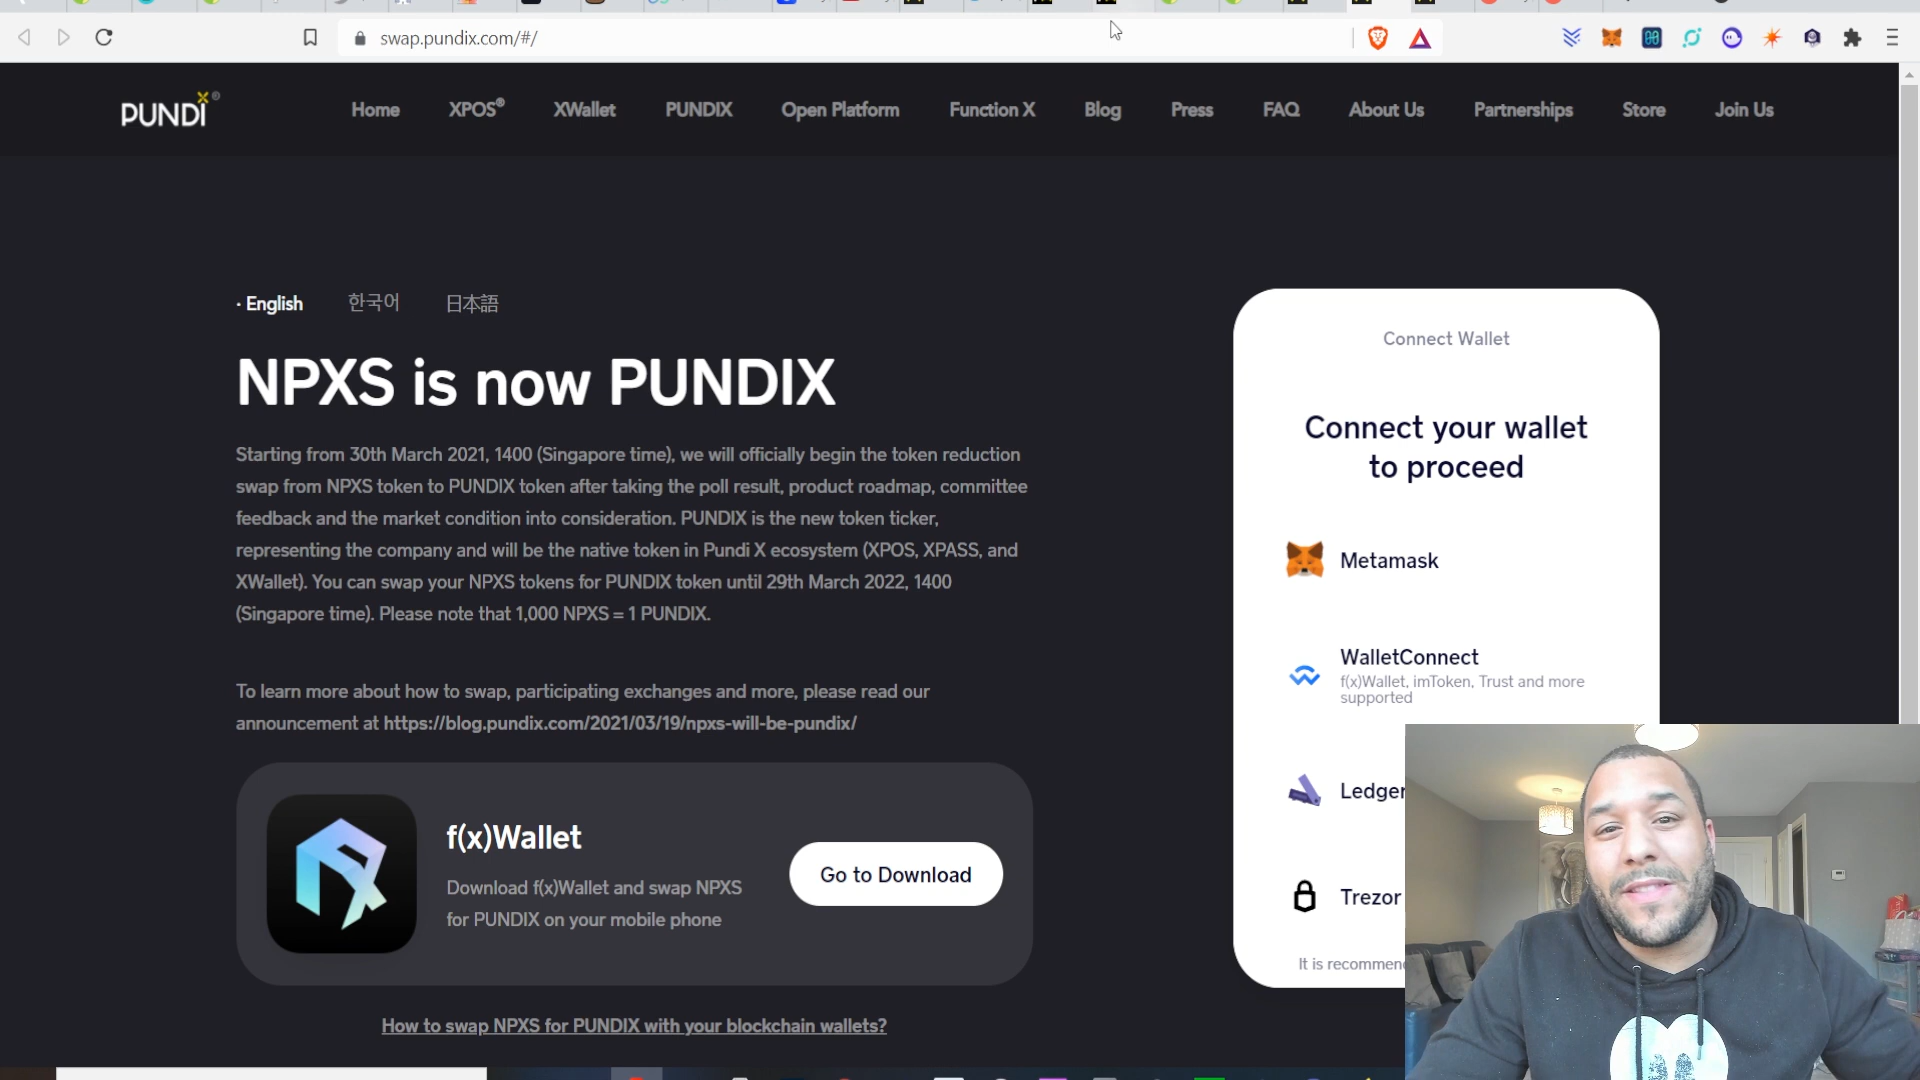 swap.pundix.com/#/
PUNDI X®
Home XPOS® XWallet PUNDIX Open Platform Function X Blog Press FAQ About Us Partnerships Store Join Us
· English 한국어 日本語
NPXS is now PUNDIX
Starting from 30th March 2021, 1400 (Singapore time), we will officially begin the token reduction
swap from NPXS token to PUNDIX token after taking the poll result, product roadmap, committee
feedback and the market condition into consideration. PUNDIX is the new token ticker,
representing the company and will be the native token in Pundi X ecosystem (XPOS, XPASS, and
XWallet). You can swap your NPXS tokens for PUNDIX token until 29th March 2022, 1400
(Singapore time). Please note that 1,000 NPXS = 1 PUNDIX.
To learn more about how to swap, participating exchanges and more, please read our
announcement at https://blog.pundix.com/2021/03/19/npxs-will-be-pundix/
f(x)Wallet
Download f(x)Wallet and swap NPXS
for PUNDIX on your mobile phone
Go to Download
How to swap NPXS for PUNDIX with your blockchain wallets?
Connect Wallet
Connect your wallet
to proceed
Metamask
WalletConnect
f(x)Wallet, imToken, Trust and more
supported
Ledger
Trezor
It is recommen